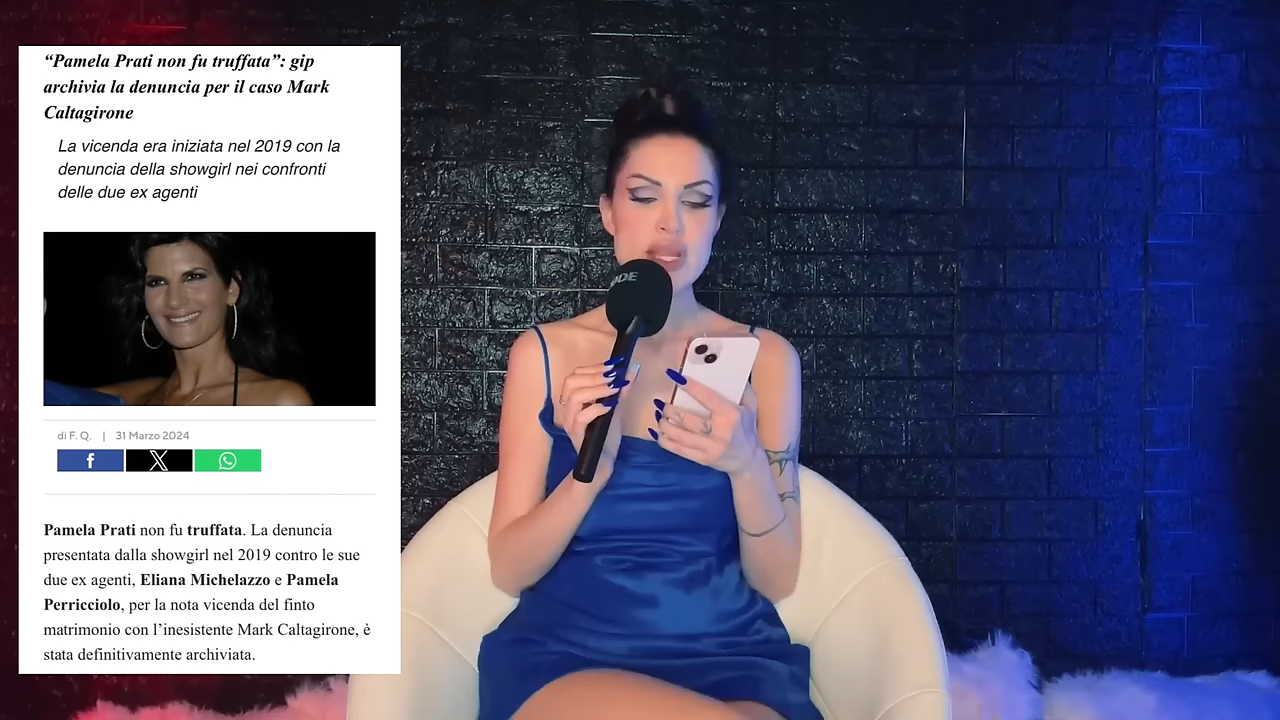 “Pamela Prati non fu truffata”: gip
archivia la denuncia per il caso Mark
Caltagirone
La vicenda era iniziata nel 2019 con la
denuncia della showgirl nei confronti
delle due ex agenti
di F. Q. | 31 Marzo 2024
Pamela Prati non fu truffata. La denuncia
presentata dalla showgirl nel 2019 contro le sue
due ex agenti, Eliana Michelazzo e Pamela
Perricciolo, per la nota vicenda del finto
matrimonio con l’inesistente Mark Caltagirone, è
stata definitivamente archiviata.